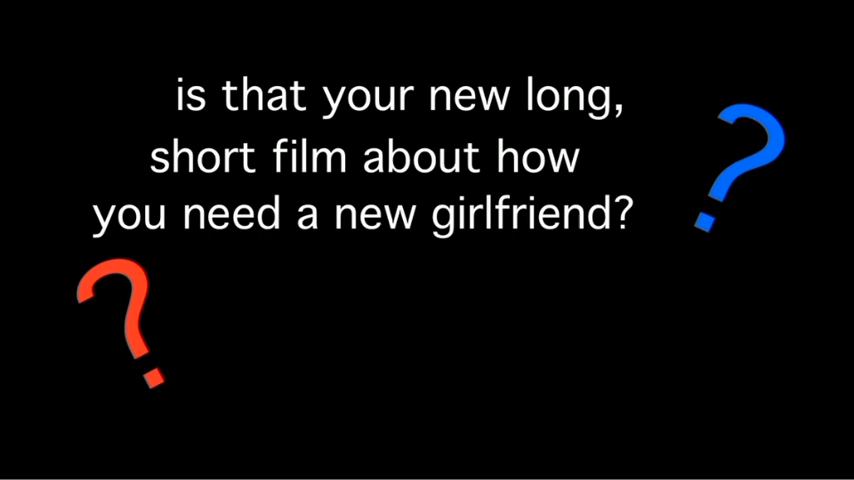 is that your new long,
short film about how
you need a new girlfriend?
?
?